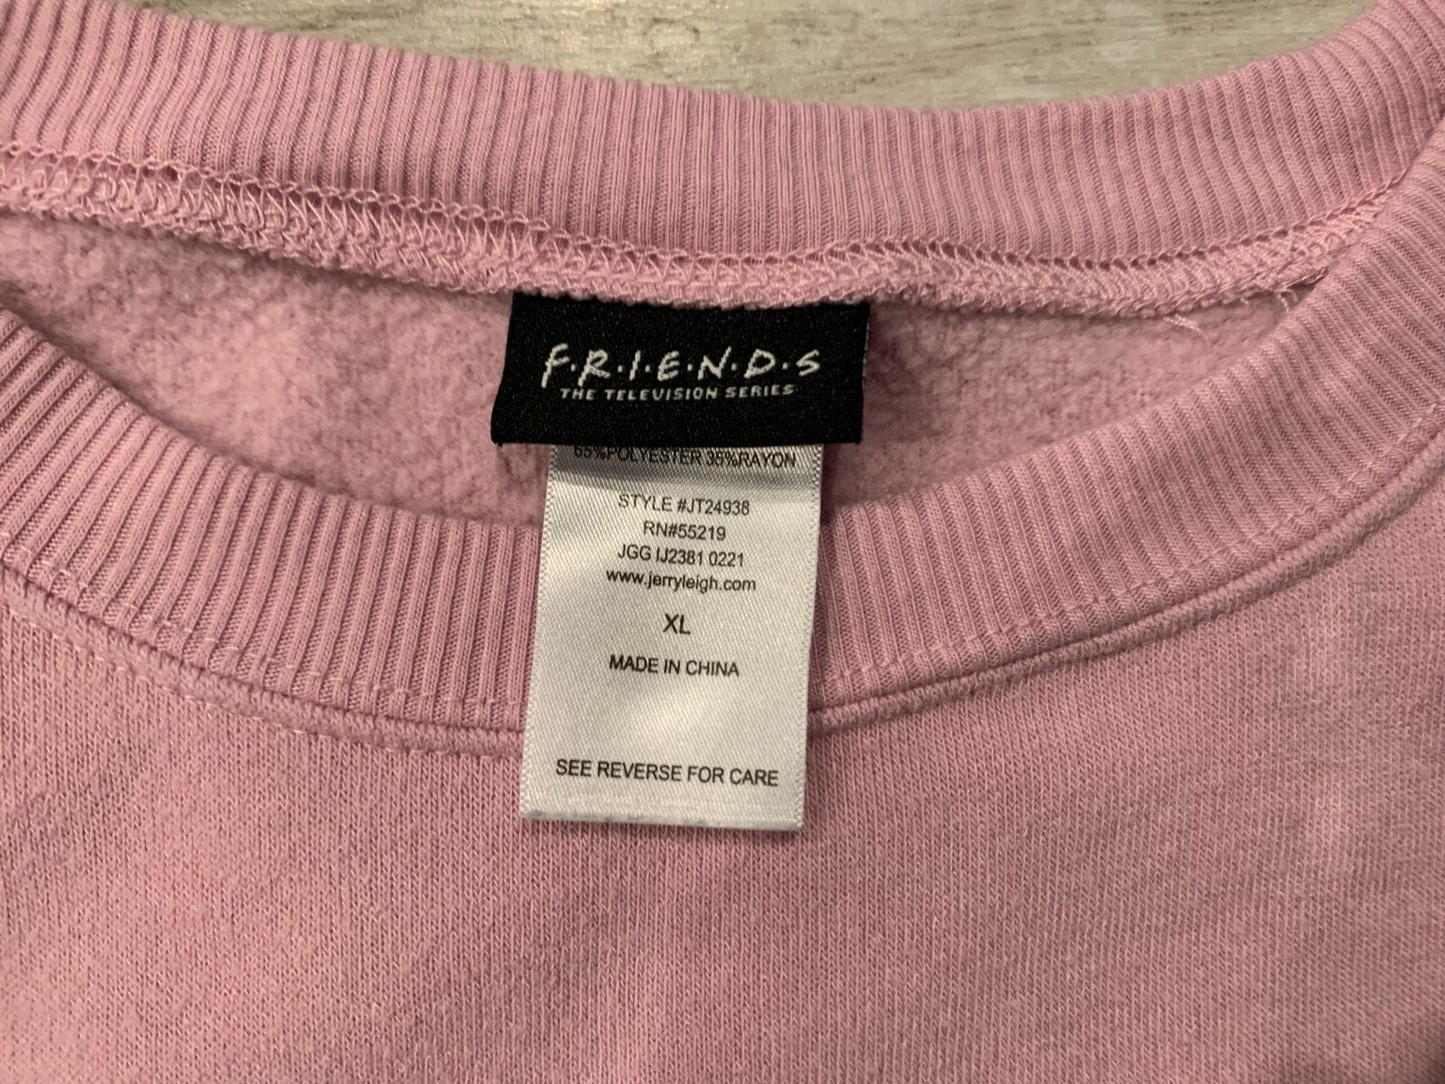 F·R·I·E·N·D·S
THE TELEVISION SERIES
65%POLYESTER 35%RAYON
STYLE #JT24938
RN#55219
JGG IJ2381 0221
www.jerryleigh.com
XL
MADE IN CHINA
SEE REVERSE FOR CARE